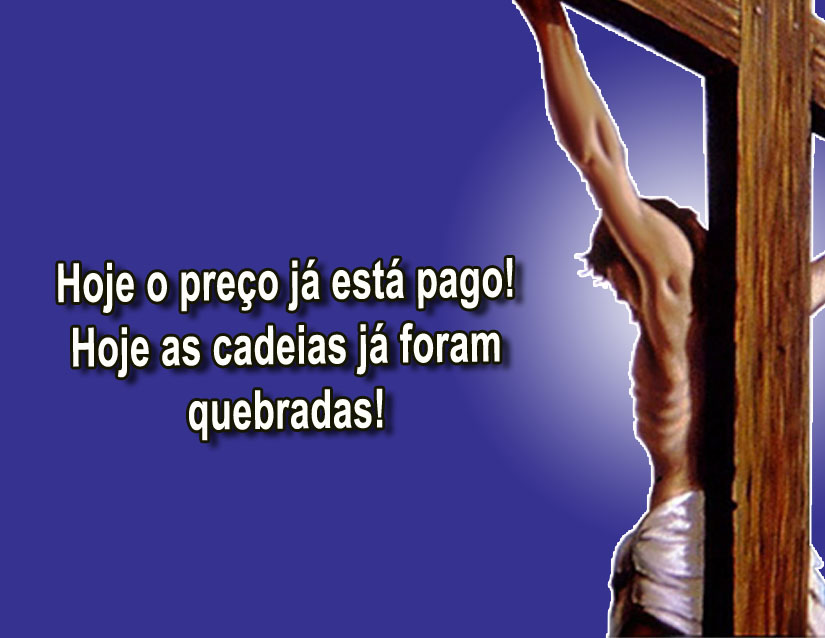 Hoje o preço já está pago!
Hoje as cadeias já foram
quebradas!